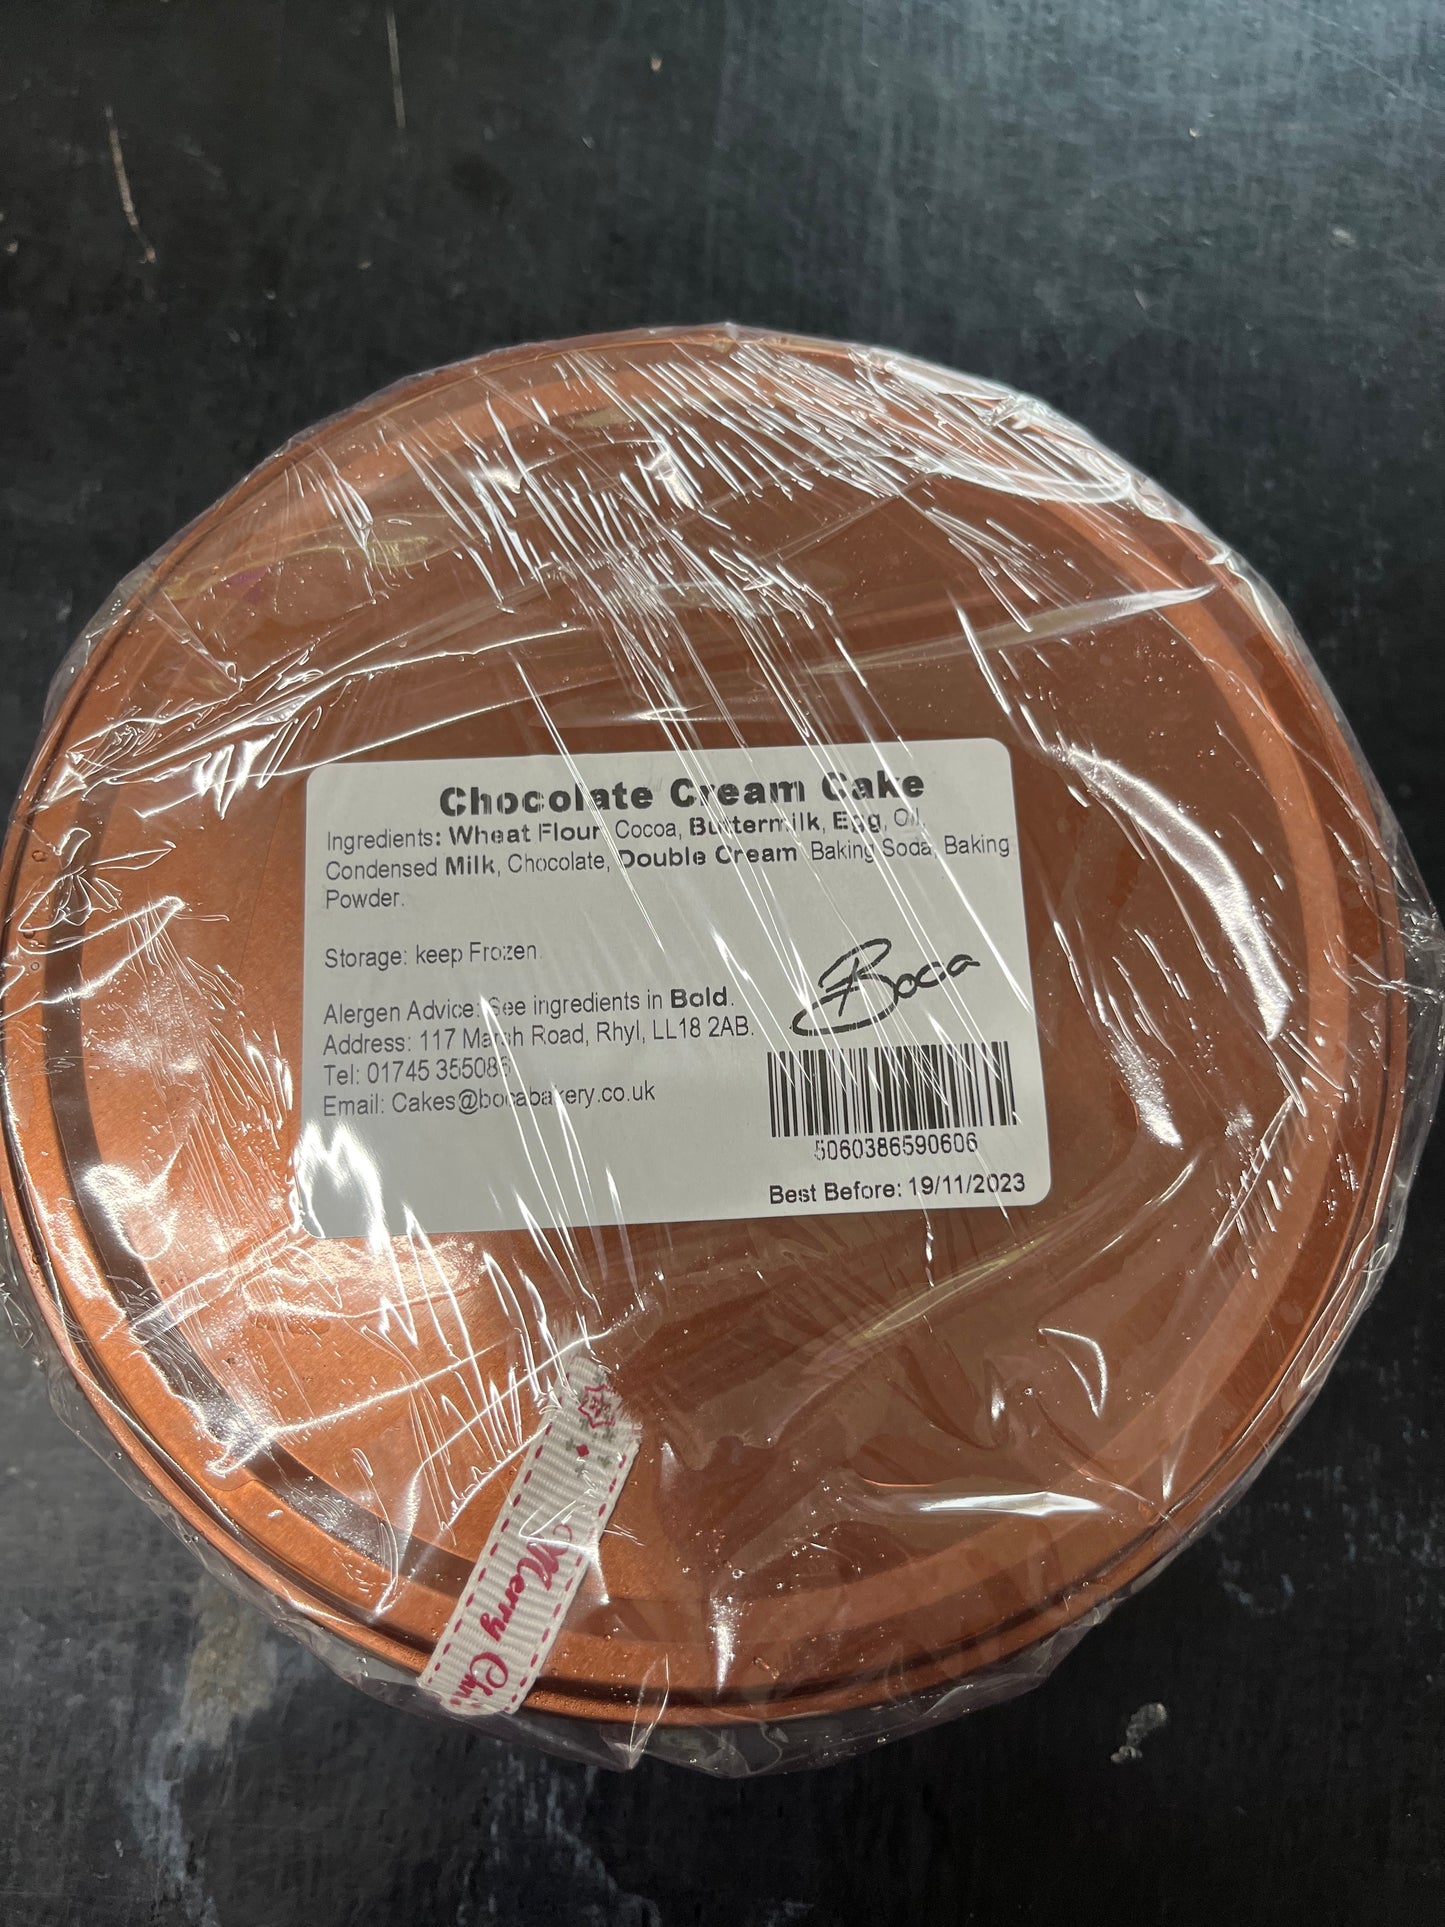 Chocolate Cream Cake
Ingredients: Wheat Flour, Cocoa, Buttermilk, Egg, Oil,
Condensed Milk, Chocolate, Double Cream, Baking Soda, Baking
Powder.
Storage: keep Frozen.
Alergen Advice: See ingredients in Bold.
Address: 117 Marsh Road, Rhyl, LL18 2AB.
Tel: 01745 355086
Email: Cakes@bocabakery.co.uk
Boca
5060386590606
Best Before: 19/11/2023
Merry